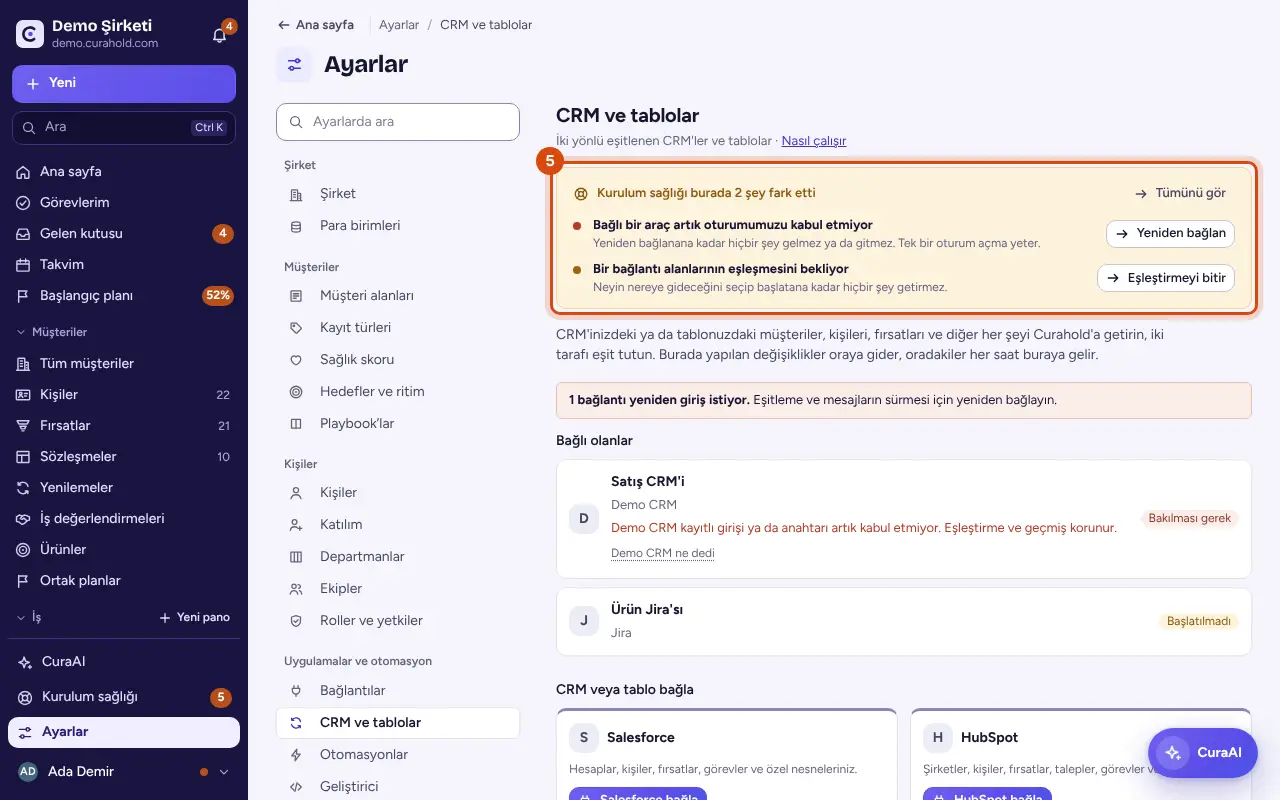 Demo Şirketi
demo.curahold.com
4
Yeni
Ara
Ctrl K
Ana sayfa
Görevlerim
Gelen kutusu
4
Takvim
Başlangıç planı
52%
Müşteriler
Tüm müşteriler
Kişiler
22
Fırsatlar
21
Sözleşmeler
10
Yenilemeler
İş değerlendirmeleri
Ürünler
Ortak planlar
İş
Yeni pano
CuraAI
Kurulum sağlığı
5
Ayarlar
AD
Ada Demir
Ana sayfa
Ayarlar / CRM ve tablolar
Ayarlar
Ayarlarda ara
Şirket
Şirket
Para birimleri
Müşteriler
Müşteri alanları
Kayıt türleri
Sağlık skoru
Hedefler ve ritim
Playbook'lar
Kişiler
Kişiler
Katılım
Departmanlar
Ekipler
Roller ve yetkiler
Uygulamalar ve otomasyon
Bağlantılar
CRM ve tablolar
Otomasyonlar
Geliştirici
CRM ve tablolar
İki yönlü eşitlenen CRM'ler ve tablolar · Nasıl çalışır
5
Kurulum sağlığı burada 2 şey fark etti
Tümünü gör
Bağlı bir araç artık oturumumuzu kabul etmiyor
Yeniden bağlanana kadar hiçbir şey gelmez ya da gitmez. Tek bir oturum açma yeter.
Yeniden bağlan
Bir bağlantı alanlarının eşleşmesini bekliyor
Neyin nereye gideceğini seçip başlatana kadar hiçbir şey getirmez.
Eşleştirmeyi bitir
CRM'inizdeki ya da tablonuzdaki müşteriler, kişileri, fırsatları ve diğer her şeyi Curahold'a getirin, iki
tarafı eşit tutun. Burada yapılan değişiklikler oraya gider, oradakiler her saat buraya gelir.
1 bağlantı yeniden giriş istiyor. Eşitleme ve mesajların sürmesi için yeniden bağlayın.
Bağlı olanlar
D
Satış CRM'i
Demo CRM
Demo CRM kayıtlı girişi ya da anahtarı artık kabul etmiyor. Eşleştirme ve geçmiş korunur.
Demo CRM ne dedi
Bakılması gerek
J
Ürün Jira'sı
Jira
Başlatılmadı
CRM veya tablo bağla
S
Salesforce
Hesaplar, kişiler, fırsatlar, görevler ve özel nesneleriniz.
Salesforce bağla
H
HubSpot
Şirketler, kişiler, fırsatlar, talepler, görevler
HubSpot bağla
CuraAI